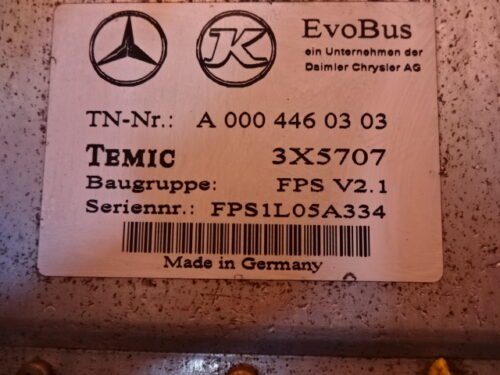 K
EvoBus
ein Unternehmen der
Daimler Chrysler AG
TN-Nr.: A 000 446 03 03
TEMIC 3X5707
Baugruppe: FPS V2.1
Seriennr.: FPS1L05A334
Made in Germany